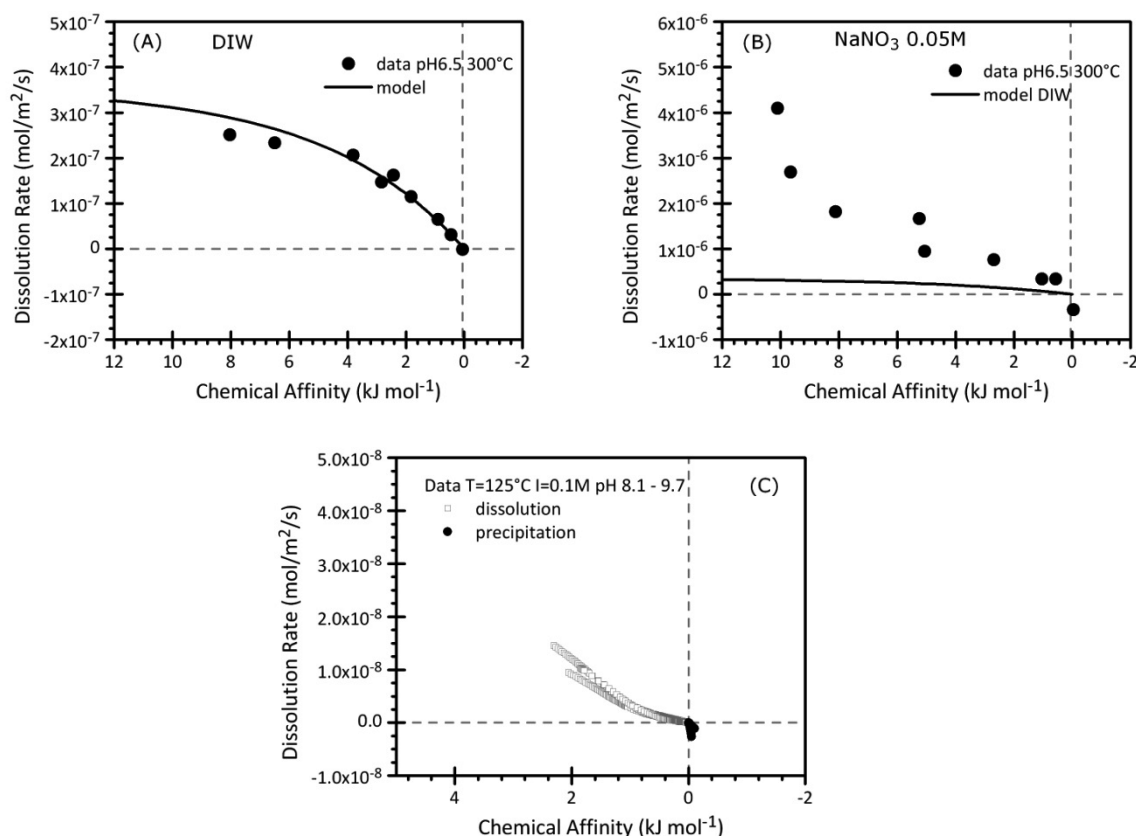 (A) DIW
data pH6.5 300°C
model
5x10⁻⁷
4x10⁻⁷
3x10⁻⁷
2x10⁻⁷
1x10⁻⁷
0
-1x10⁻⁷
-2x10⁻⁷
Dissolution Rate (mol/m²/s)
12 10 8 6 4 2 0 -2
Chemical Affinity (kJ mol⁻¹)
(B) NaNO₃ 0.05M
data pH6.5 300°C
model DIW
6x10⁻⁶
5x10⁻⁶
4x10⁻⁶
3x10⁻⁶
2x10⁻⁶
1x10⁻⁶
0
-1x10⁻⁶
Dissolution Rate (mol/m²/s)
12 10 8 6 4 2 0 -2
Chemical Affinity (kJ mol⁻¹)
Data T=125°C I=0.1M pH 8.1 - 9.7 (C)
dissolution
precipitation
5.0x10⁻⁸
4.0x10⁻⁸
3.0x10⁻⁸
2.0x10⁻⁸
1.0x10⁻⁸
0.0
-1.0x10⁻⁸
Dissolution Rate (mol/m²/s)
4 2 0 -2
Chemical Affinity (kJ mol⁻¹)